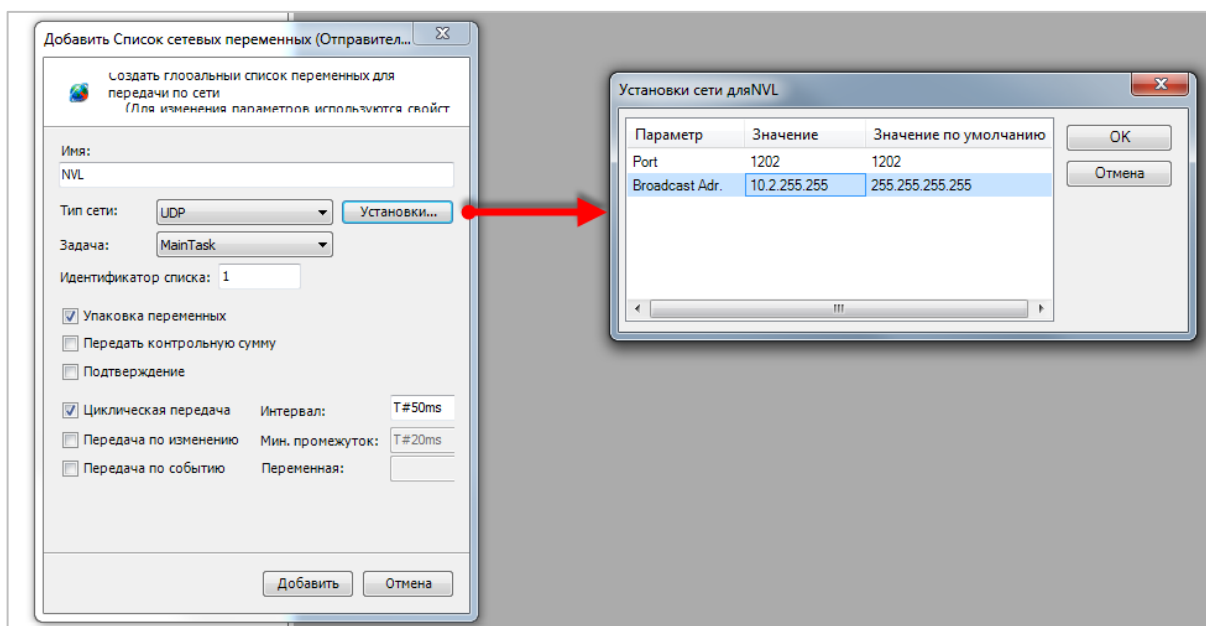 Добавить Список сетевых переменных (Отправител...
Создать глобальный список переменных для
передачи по сети
(Для изменения параметров используются свойст
Имя:
NVL
Тип сети: UDP Установки...
Задача: MainTask
Идентификатор списка: 1
Упаковка переменных
Передать контрольную сумму
Подтверждение
Циклическая передача Интервал: T#50ms
Передача по изменению Мин. промежуток: T#20ms
Передача по событию Переменная:
Добавить Отмена
Установки сети дляNVL
Параметр Значение Значение по умолчанию
Port 1202 1202
Broadcast Adr. 10.2.255.255 255.255.255.255
OK
Отмена